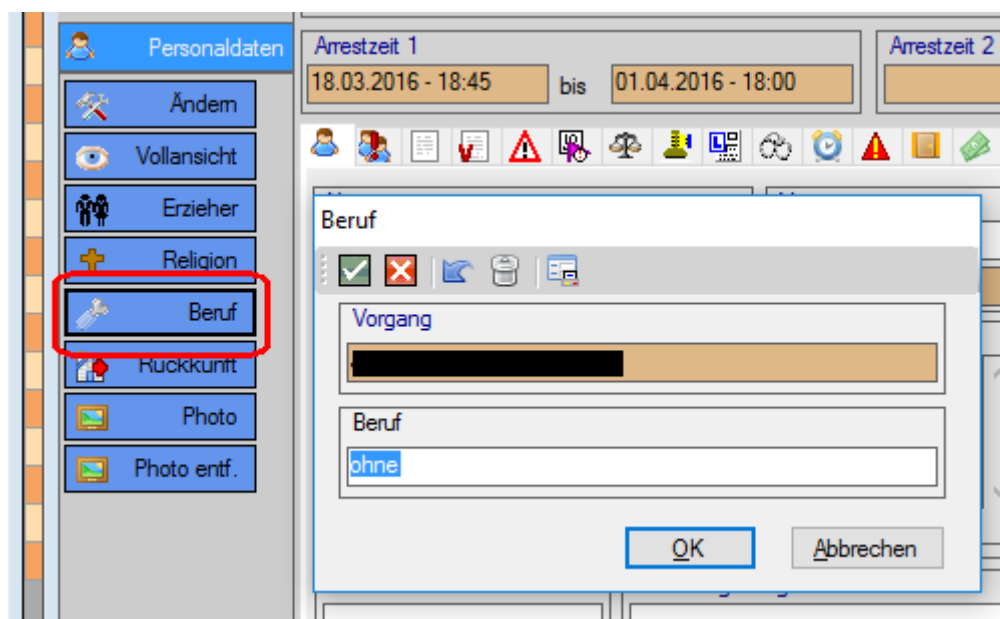 Personaldaten
Arrestzeit 1
Arrestzeit 2
18.03.2016 - 18:45
bis
01.04.2016 - 18:00
Ändern
Vollansicht
Erzieher
Religion
Beruf
Rückkunft
Photo
Photo entf.
Beruf
Vorgang
Beruf
ohne
OK
Abbrechen